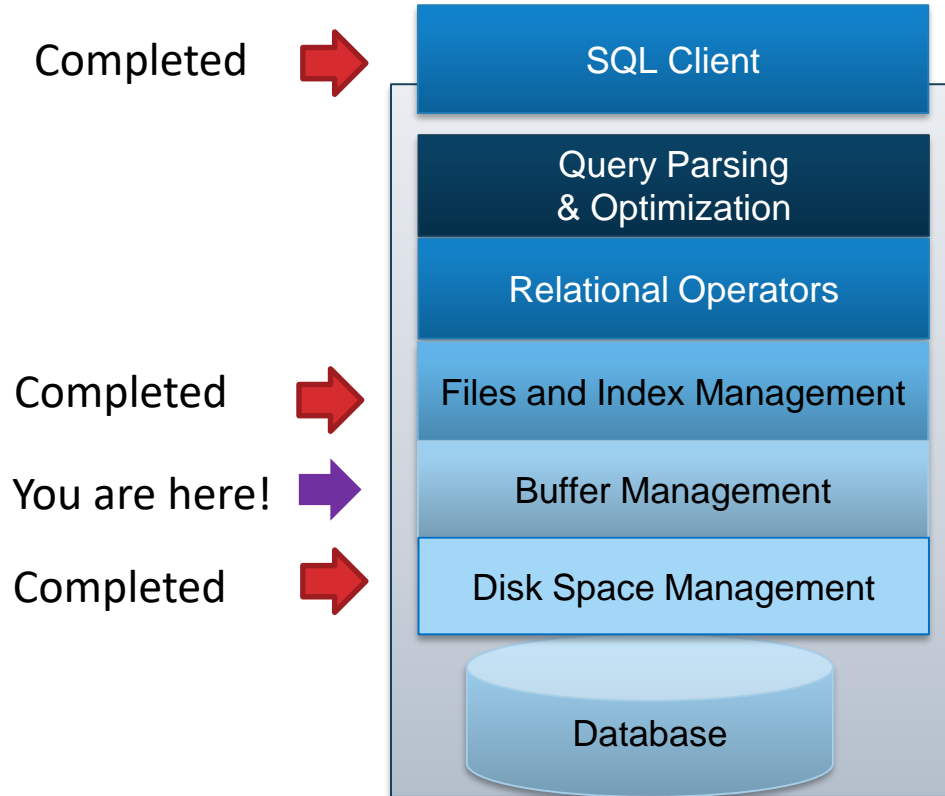 Completed
SQL Client
Query Parsing
& Optimization
Relational Operators
Completed
Files and Index Management
You are here!
Buffer Management
Completed
Disk Space Management
Database